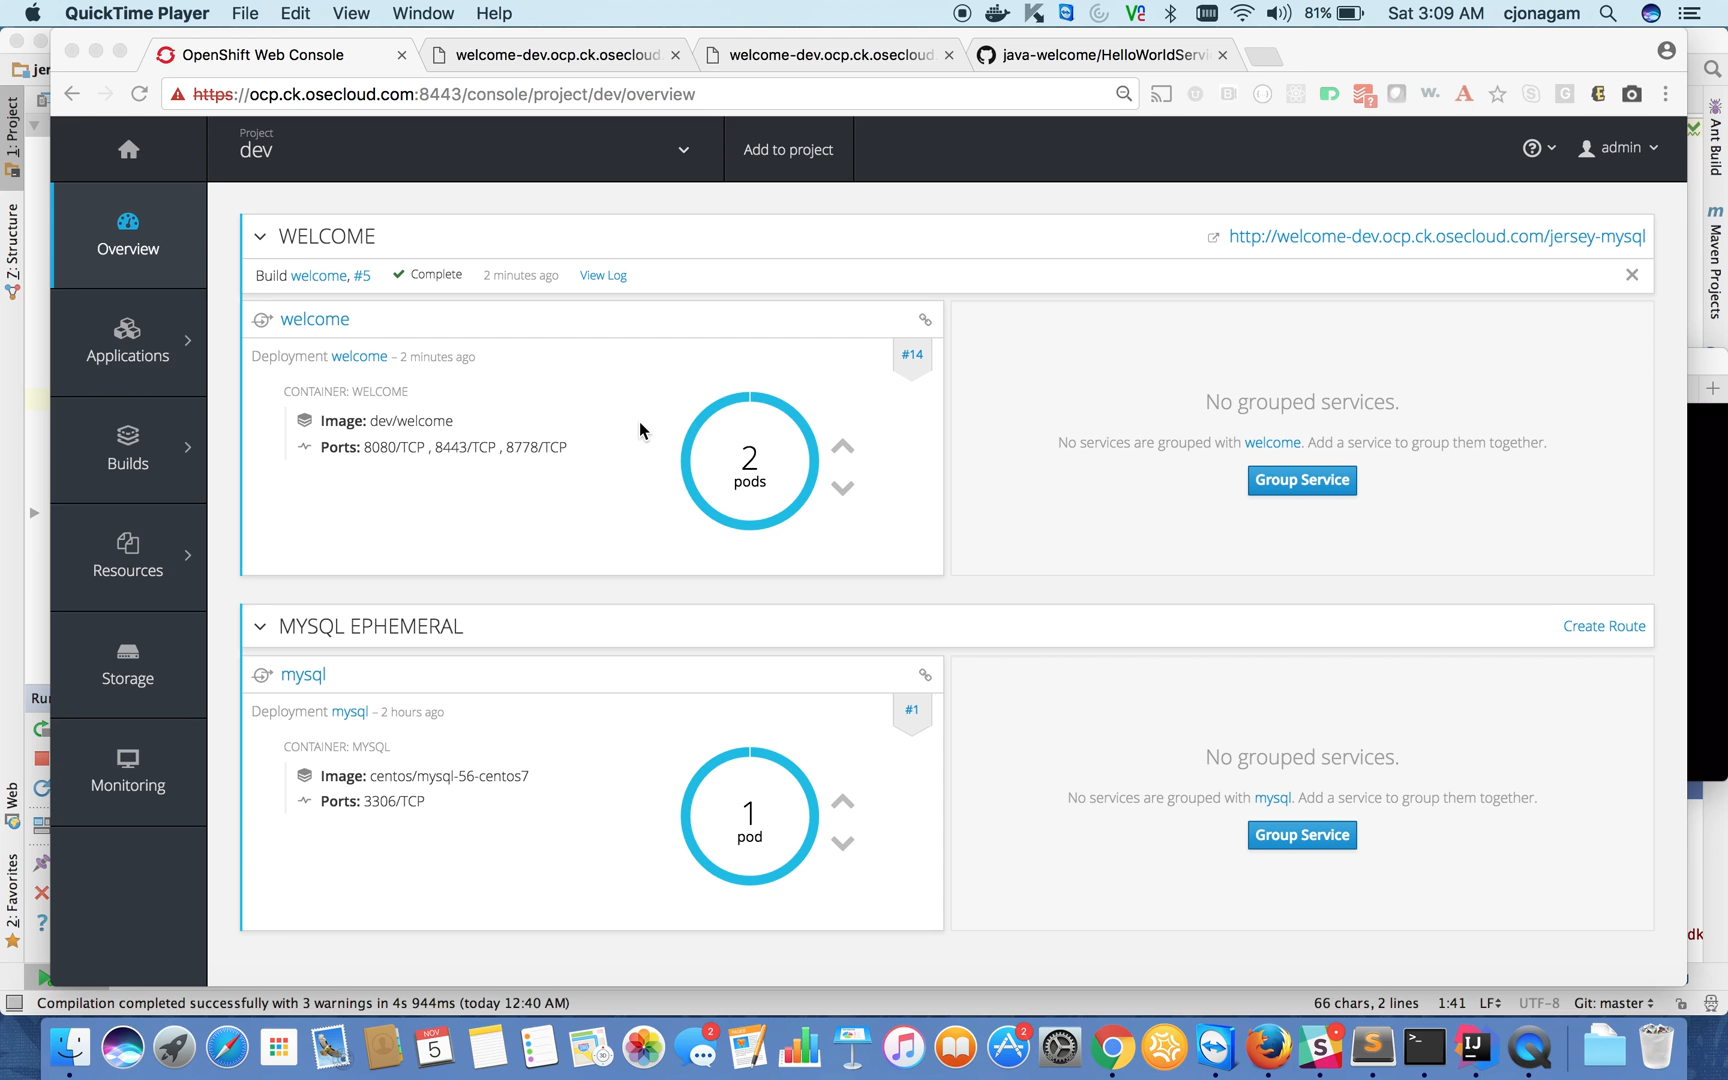 QuickTime Player File Edit View Window Help 81% Sat 3:09 AM cjonagam
OpenShift Web Console × welcome-dev.ocp.ck.osecloud. × welcome-dev.ocp.ck.osecloud. × java-welcome/HelloWorldServi ×
https://ocp.ck.osecloud.com:8443/console/project/dev/overview
jer
1: Project
Z: Structure
Web
2: Favorites
Ant Build
Maven Projects
Project
dev
Add to project
admin
Overview
Applications
Builds
Resources
Storage
Monitoring
WELCOME
http://welcome-dev.ocp.ck.osecloud.com/jersey-mysql
Build welcome, #5 Complete 2 minutes ago View Log
welcome
Deployment welcome – 2 minutes ago
#14
CONTAINER: WELCOME
Image: dev/welcome
Ports: 8080/TCP , 8443/TCP , 8778/TCP
2
pods
No grouped services.
No services are grouped with welcome. Add a service to group them together.
Group Service
MYSQL EPHEMERAL
Create Route
mysql
Deployment mysql – 2 hours ago
#1
CONTAINER: MYSQL
Image: centos/mysql-56-centos7
Ports: 3306/TCP
1
pod
No grouped services.
No services are grouped with mysql. Add a service to group them together.
Group Service
Ru
dk
Compilation completed successfully with 3 warnings in 4s 944ms (today 12:40 AM)
66 chars, 2 lines 1:41 LF UTF-8 Git: master
NOV
5
2
2